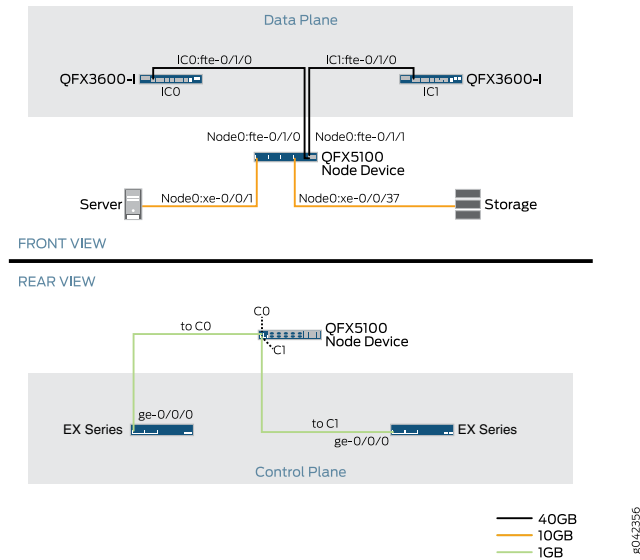 Data Plane
IC0:fte-0/1/0
IC1:fte-0/1/0
QFX3600-I
IC0
IC1
QFX3600-I
Node0:fte-0/1/0
Node0:fte-0/1/1
QFX5100
Node Device
Server
Node0:xe-0/0/1
Node0:xe-0/0/37
Storage
FRONT VIEW
REAR VIEW
C0
to C0
QFX5100
Node Device
C1
ge-0/0/0
EX Series
to C1
EX Series
ge-0/0/0
Control Plane
40GB
10GB
1GB
g042356